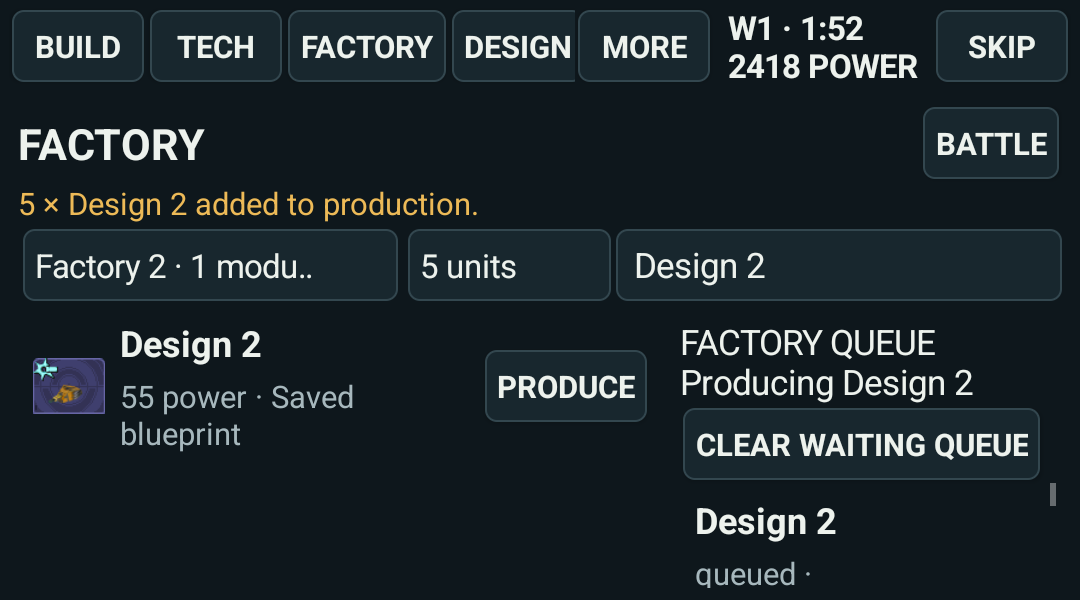 BUILD
TECH
FACTORY
DESIGN
MORE
W1 · 1:52
2418 POWER
SKIP
FACTORY
BATTLE
5 × Design 2 added to production.
Factory 2 · 1 modu..
5 units
Design 2
Design 2
55 power · Saved
blueprint
PRODUCE
FACTORY QUEUE
Producing Design 2
CLEAR WAITING QUEUE
Design 2
queued ·